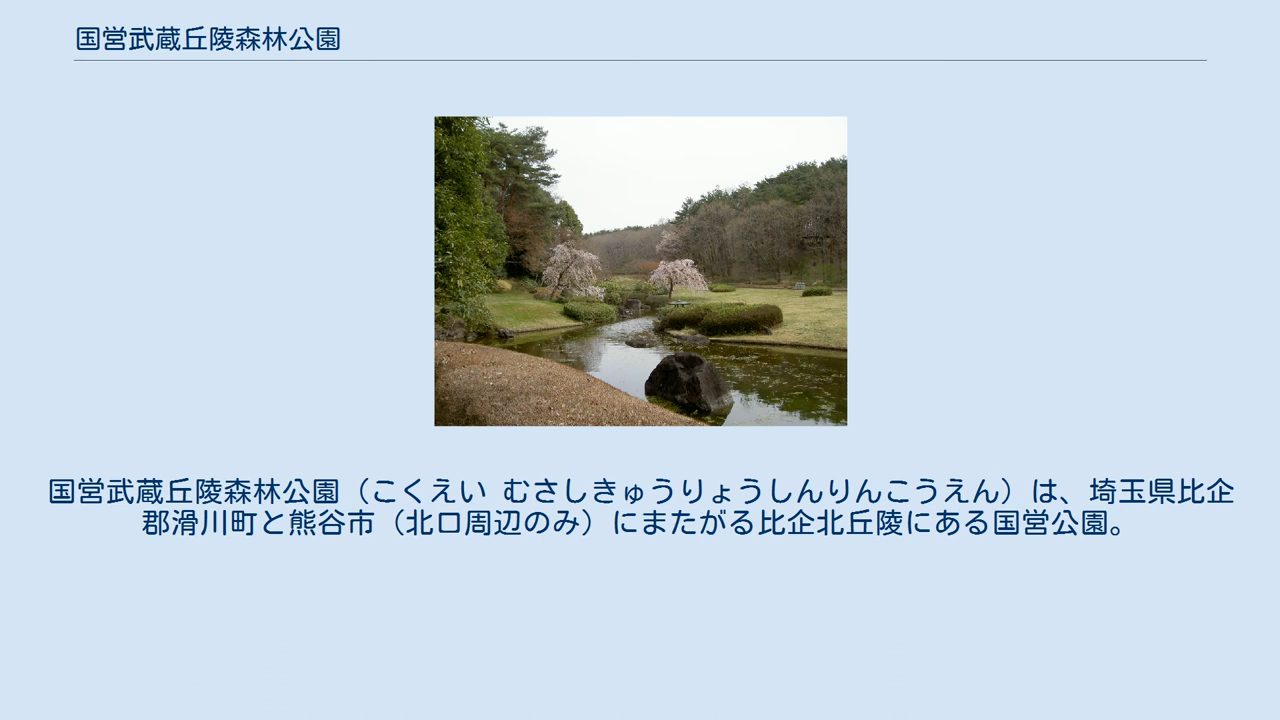 国営武蔵丘陵森林公園
国営武蔵丘陵森林公園（こくえい むさしきゅうりょうしんりんこうえん）は、埼玉県比企
郡滑川町と熊谷市（北口周辺のみ）にまたがる比企北丘陵にある国営公園。